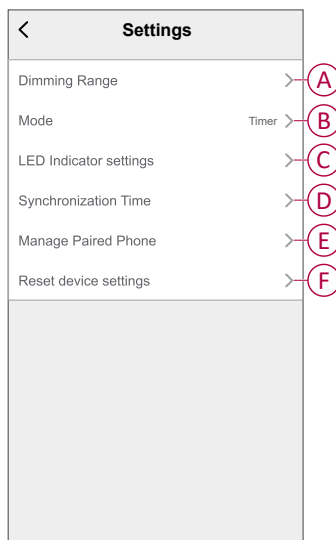 Settings
Dimming Range A
Mode Timer B
LED Indicator settings C
Synchronization Time D
Manage Paired Phone E
Reset device settings F